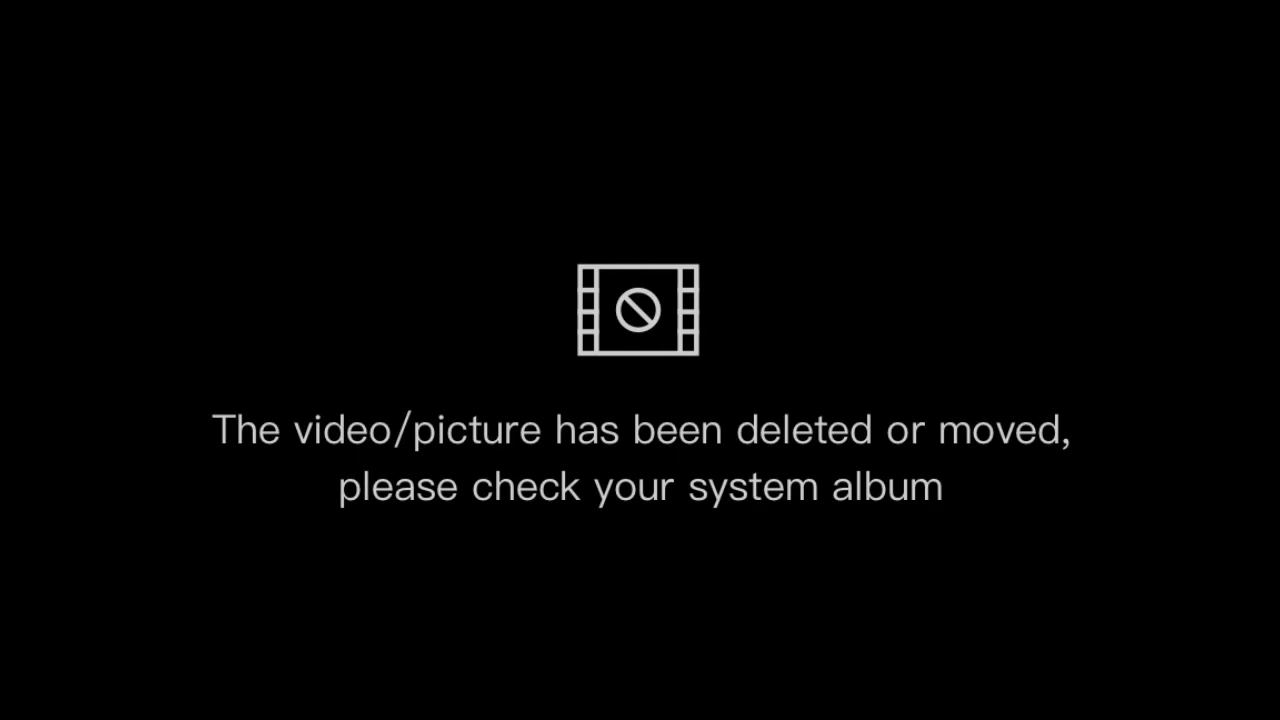 The video/picture has been deleted or moved,
please check your system album